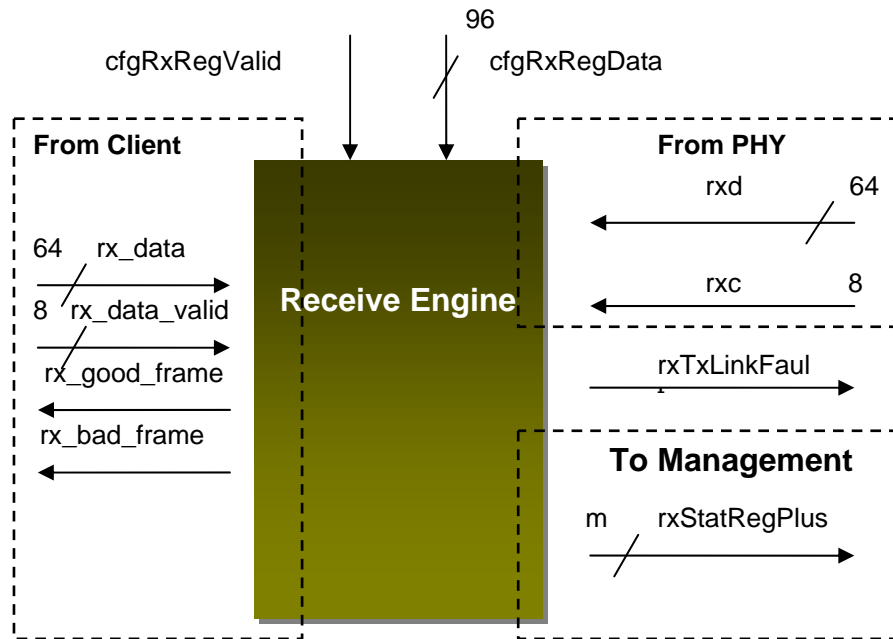 96
cfgRxRegValid
cfgRxRegData
From Client
From PHY
rxd
64
64
rx_data
Receive Engine
rxc
8
8
rx_data_valid
rx_good_frame
rxTxLinkFaul
rx_bad_frame
To Management
m
rxStatRegPlus